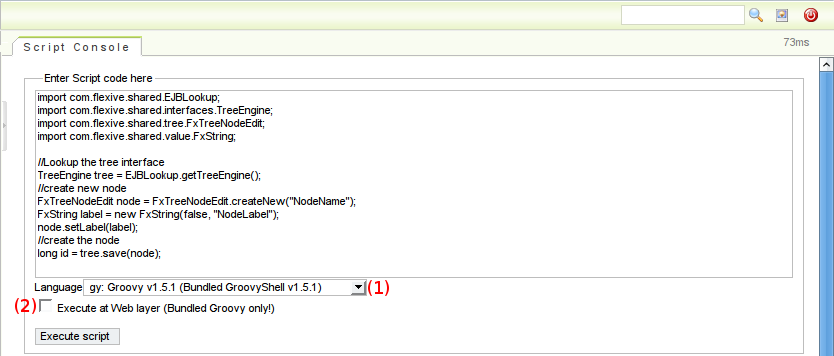 Script Console
73ms
Enter Script code here
import com.flexive.shared.EJBLookup;
import com.flexive.shared.interfaces.TreeEngine;
import com.flexive.shared.tree.FxTreeNodeEdit;
import com.flexive.shared.value.FxString;
//Lookup the tree interface
TreeEngine tree = EJBLookup.getTreeEngine();
//create new node
FxTreeNodeEdit node = FxTreeNodeEdit.createNew("NodeName");
FxString label = new FxString(false, "NodeLabel");
node.setLabel(label);
//create the node
long id = tree.save(node);
Language gy: Groovy v1.5.1 (Bundled GroovyShell v1.5.1) (1)
(2) Execute at Web layer (Bundled Groovy only!)
Execute script